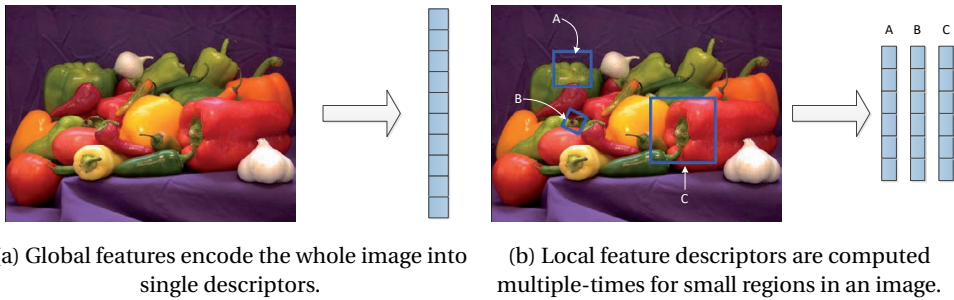 A
B
C
A B C
a) Global features encode the whole image into
single descriptors.
(b) Local feature descriptors are computed
multiple-times for small regions in an image.